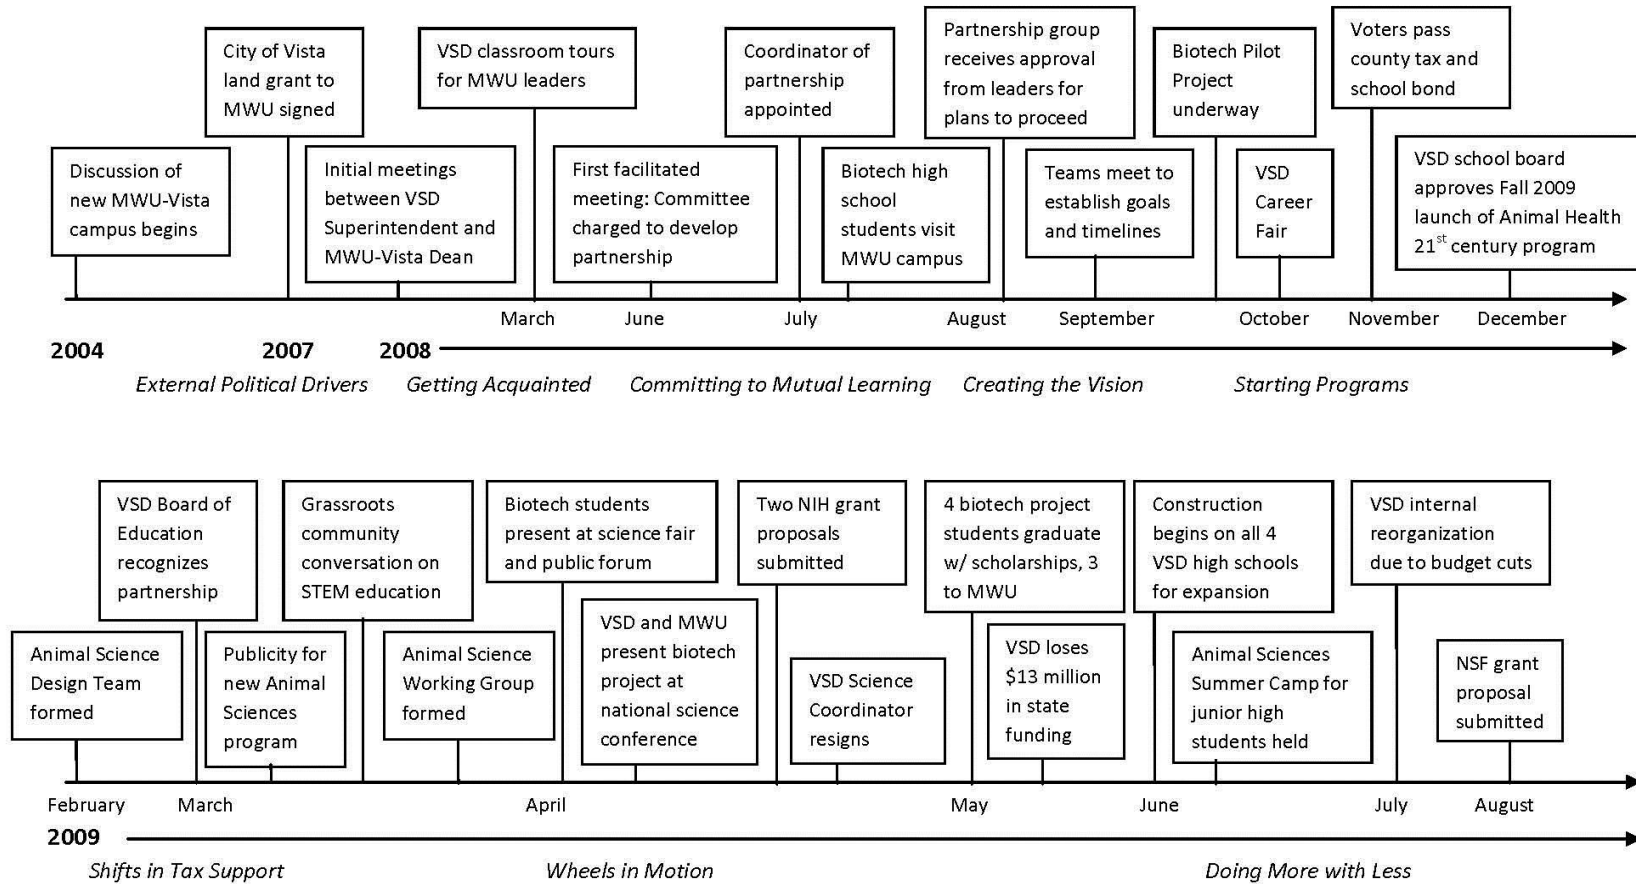 City of Vista
land grant to
MWU signed
VSD classroom tours
for MWU leaders
Coordinator of
partnership
appointed
Partnership group
receives approval
from leaders for
plans to proceed
Biotech Pilot
Project
underway
Voters pass
county tax and
school bond
Discussion of
new MWU-Vista
campus begins
Initial meetings
between VSD
Superintendent and
MWU-Vista Dean
First facilitated
meeting: Committee
charged to develop
partnership
Biotech high
school
students visit
MWU campus
Teams meet to
establish goals
and timelines
VSD
Career
Fair
VSD school board
approves Fall 2009
launch of Animal Health
21st century program
March
June
July
August
September
October
November
December
2004
2007
2008
External Political Drivers
Getting Acquainted
Committing to Mutual Learning
Creating the Vision
Starting Programs
VSD Board of
Education
recognizes
partnership
Grassroots
community
conversation on
STEM education
Biotech students
present at science fair
and public forum
Two NIH grant
proposals
submitted
4 biotech project
students graduate
w/ scholarships, 3
to MWU
Construction
begins on all 4
VSD high schools
for expansion
VSD internal
reorganization
due to budget cuts
Animal Science
Design Team
formed
Publicity for
new Animal
Sciences
program
Animal Science
Working Group
formed
VSD and MWU
present biotech
project at
national science
conference
VSD Science
Coordinator
resigns
VSD loses
$13 million
in state
funding
Animal Sciences
Summer Camp for
junior high
students held
NSF grant
proposal
submitted
February
March
April
May
June
July
August
2009
Shifts in Tax Support
Wheels in Motion
Doing More with Less